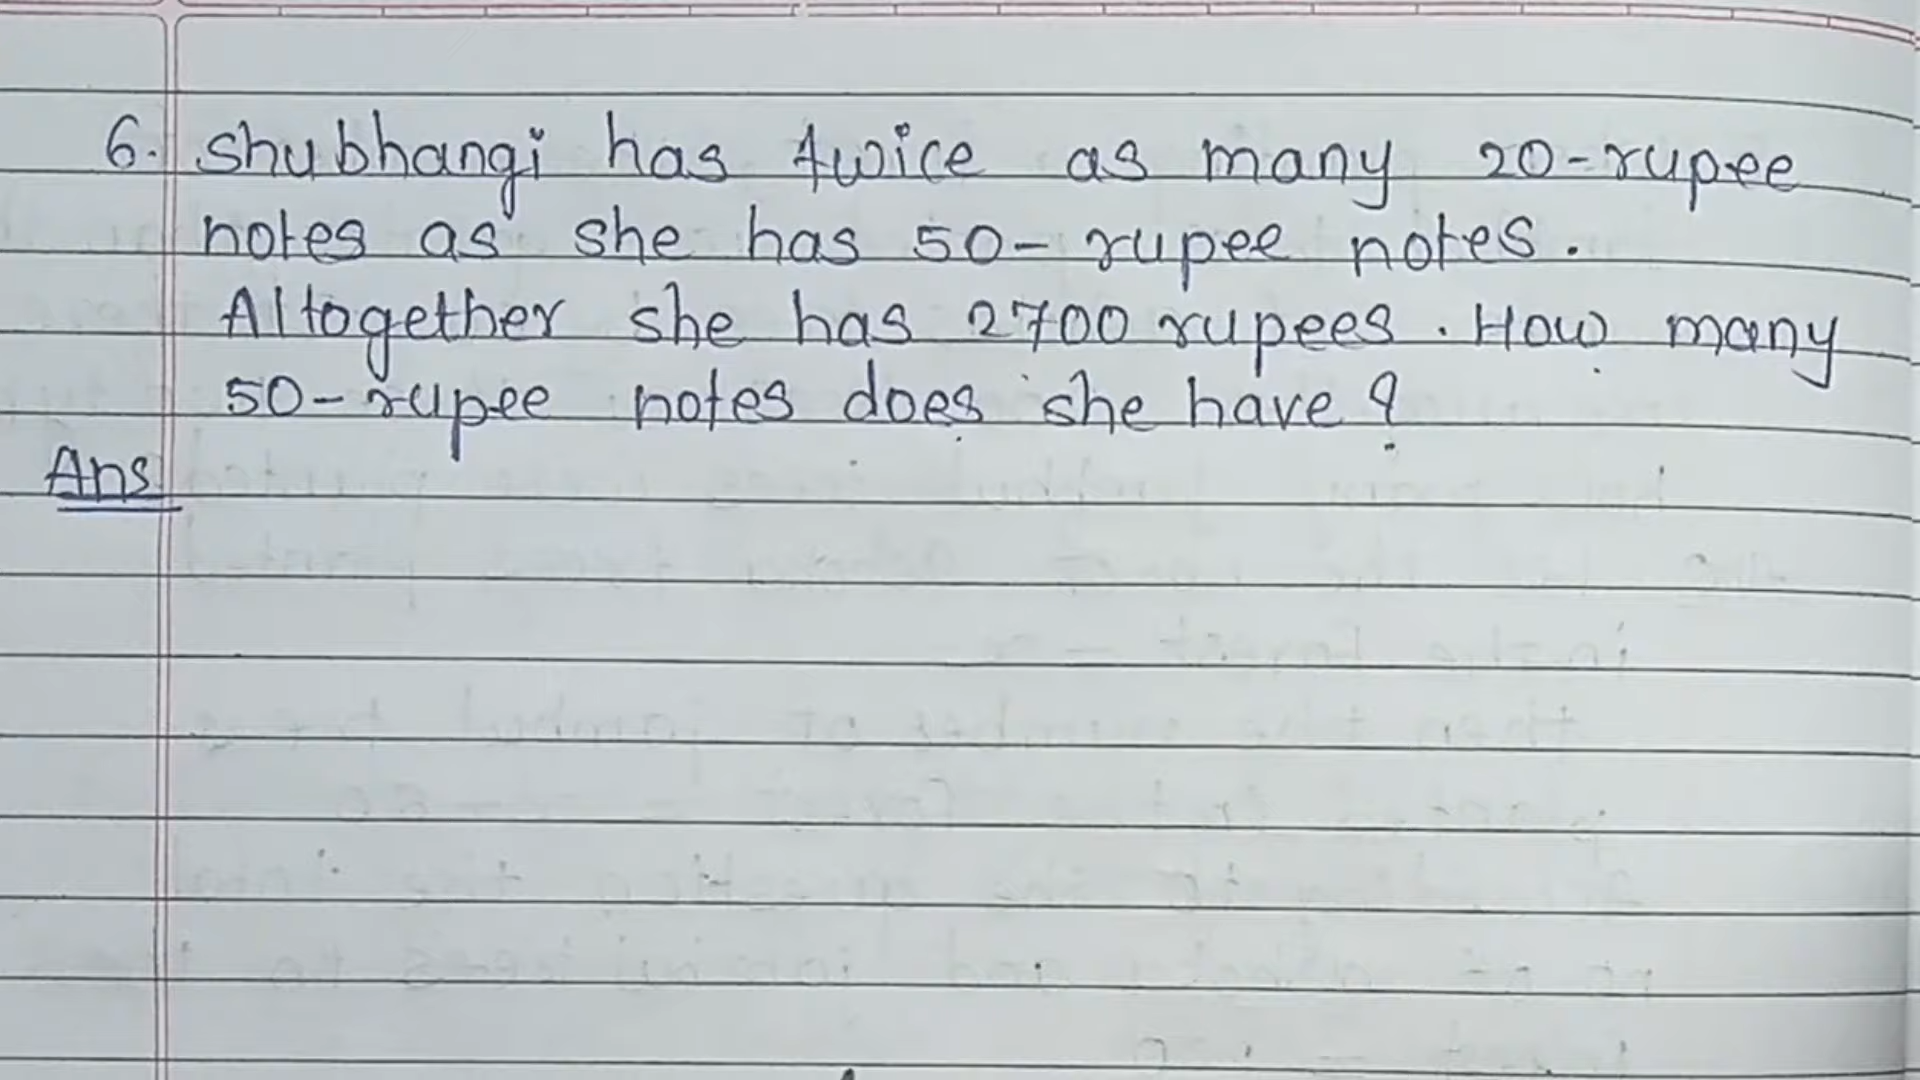 6. Shubhangi has twice as many 20-rupee
notes as she has 50-rupee notes.
Altogether she has 2700 rupees. How many
50-rupee notes does she have?
Ans